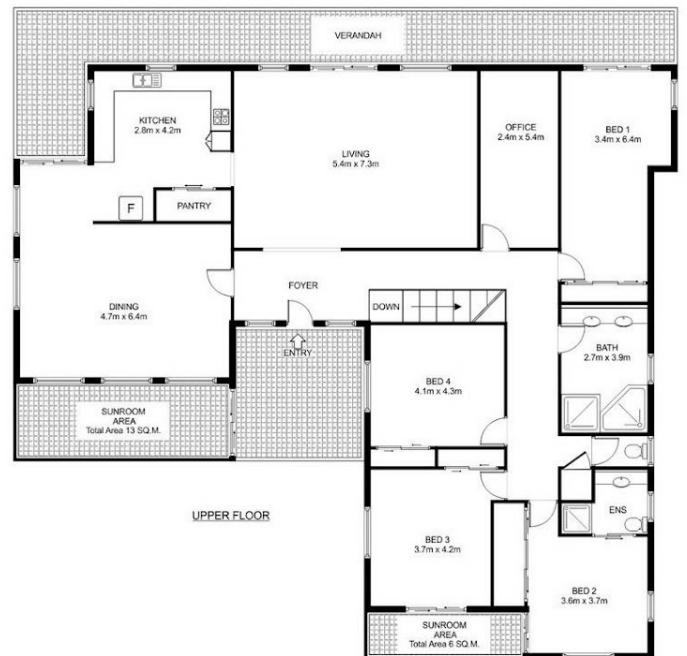 VERANDAH
KITCHEN
2.8m x 4.2m
LIVING
5.4m x 7.3m
OFFICE
2.4m x 5.4m
BED 1
3.4m x 6.4m
F
PANTRY
DINING
4.7m x 6.4m
FOYER
DOWN
ENTRY
BATH
2.7m x 3.9m
BED 4
4.1m x 4.3m
SUNROOM
AREA
Total Area 13 SQ.M.
UPPER FLOOR
ENS
BED 3
3.7m x 4.2m
BED 2
3.6m x 3.7m
SUNROOM
AREA
Total Area 6 SQ.M.